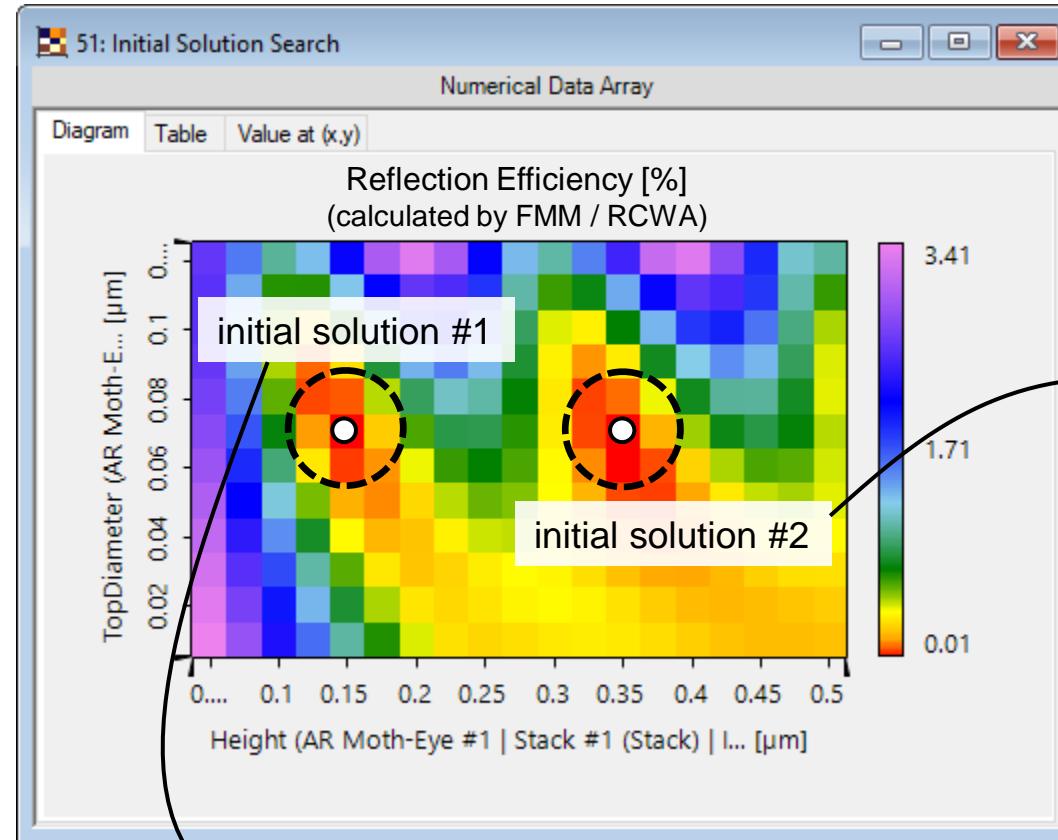 51: Initial Solution Search
Numerical Data Array
Diagram Table Value at (x,y)
Reflection Efficiency [%]
(calculated by FMM / RCWA)
TopDiameter (AR Moth-E... [µm]
0....
0.1
0.08
0.06
0.04
0.02
initial solution #1
initial solution #2
3.41
1.71
0.01
0.... 0.1 0.15 0.2 0.25 0.3 0.35 0.4 0.45 0.5
Height (AR Moth-Eye #1 | Stack #1 (Stack) | I... [µm]